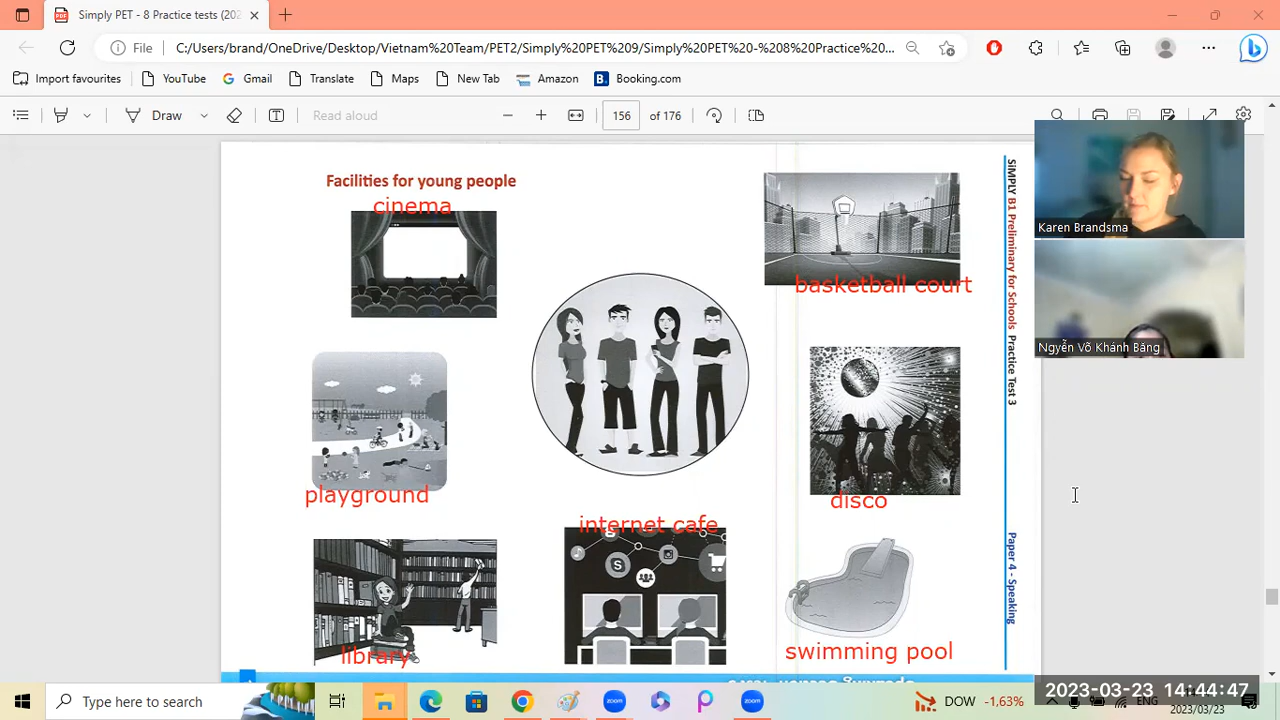 Simply PET - 8 Practice tests (202
File
C:/Users/brand/OneDrive/Desktop/Vietnam%20Team/PET2/Simply%20PET%209/Simply%20PET%20-%208%20Practice%20...
Import favourites
YouTube
Gmail
Translate
Maps
New Tab
Amazon
Booking.com
Draw
Read aloud
156
of 176
Facilities for young people
cinema
basketball court
playground
disco
internet cafe
library
swimming pool
SiMPLY B1 Preliminary for Schools Practice Test 3
Paper 4 - Speaking
Karen Brandsma
Nguyễn Võ Khánh Băng
Type here to search
DOW
-1,63%
ENG
2023-03-23 14:44:47
2023/03/23